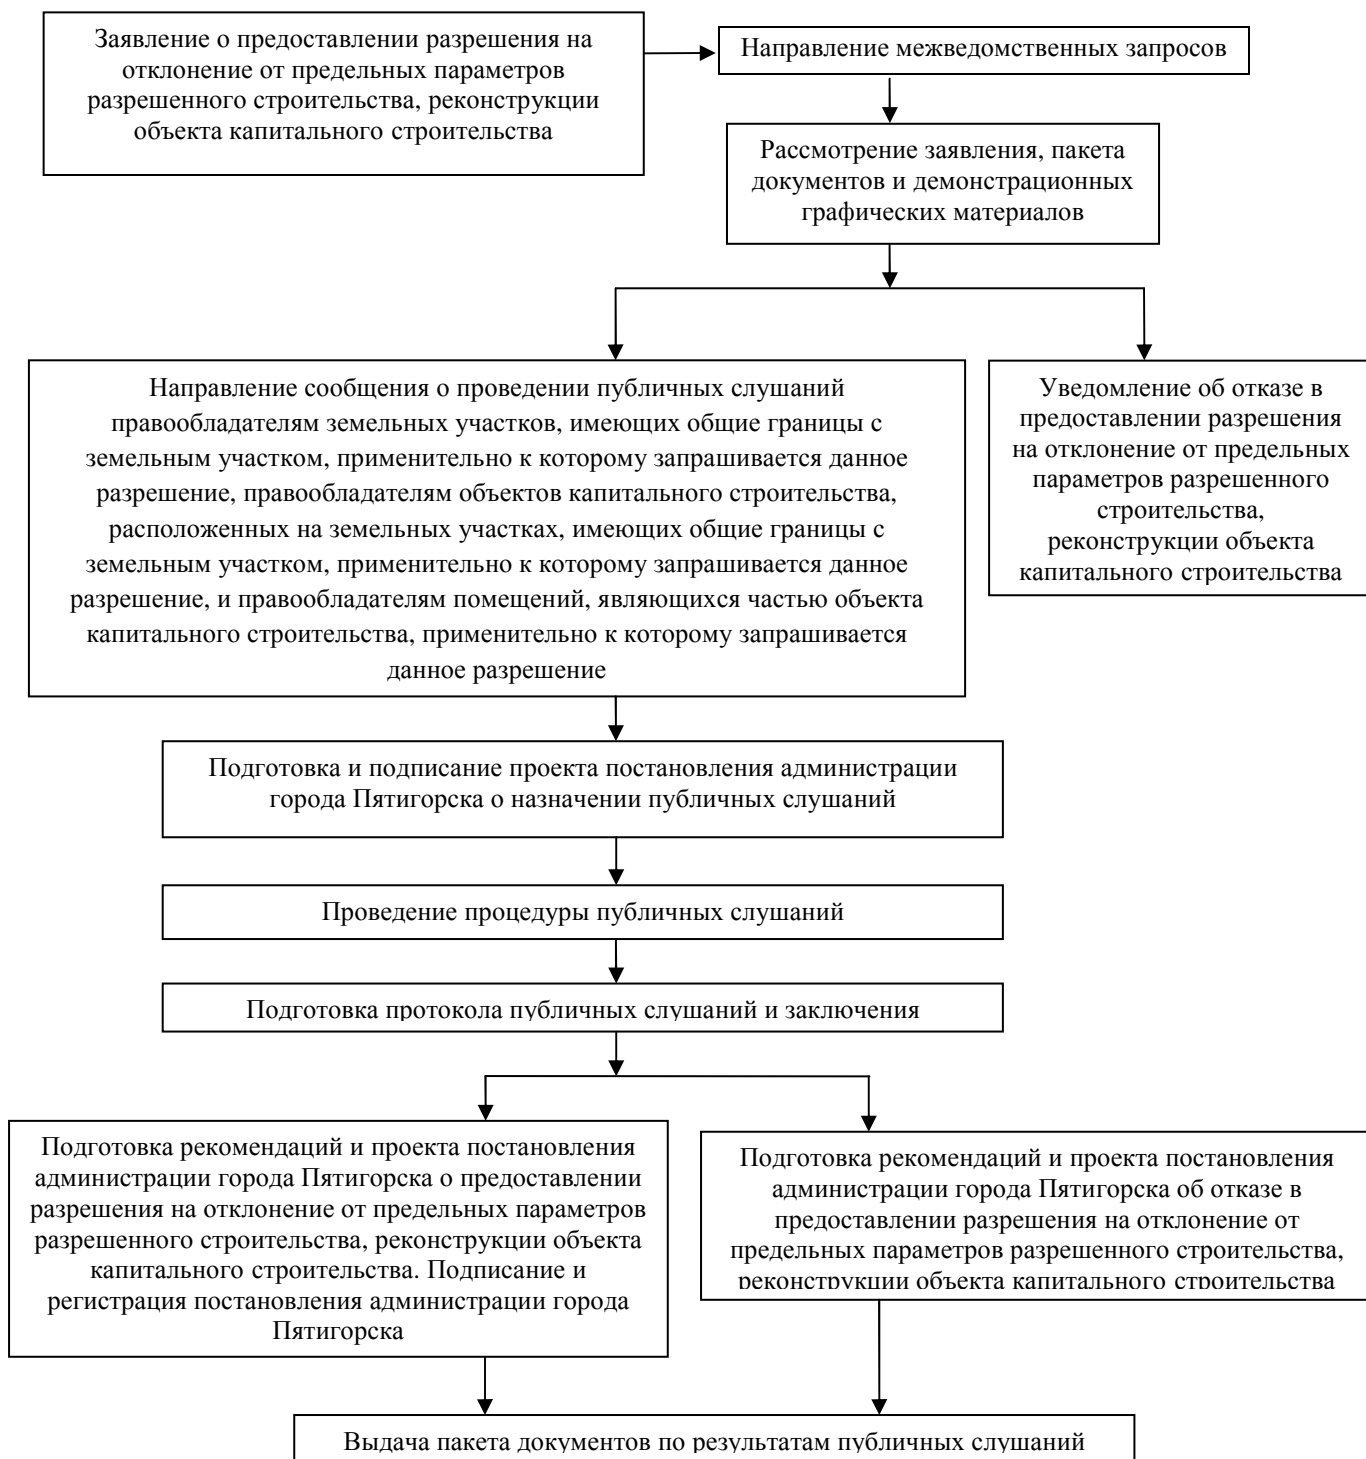 Заявление о предоставлении разрешения на
отклонение от предельных параметров
разрешенного строительства, реконструкции
объекта капитального строительства
Направление межведомственных запросов
Рассмотрение заявления, пакета
документов и демонстрационных
графических материалов
Направление сообщения о проведении публичных слушаний
правообладателям земельных участков, имеющих общие границы с
земельным участком, применительно к которому запрашивается данное
разрешение, правообладателям объектов капитального строительства,
расположенных на земельных участках, имеющих общие границы с
земельным участком, применительно к которому запрашивается данное
разрешение, и правообладателям помещений, являющихся частью объекта
капитального строительства, применительно к которому запрашивается
данное разрешение
Уведомление об отказе в
предоставлении разрешения
на отклонение от предельных
параметров разрешенного
строительства,
реконструкции объекта
капитального строительства
Подготовка и подписание проекта постановления администрации
города Пятигорска о назначении публичных слушаний
Проведение процедуры публичных слушаний
Подготовка протокола публичных слушаний и заключения
Подготовка рекомендаций и проекта постановления
администрации города Пятигорска о предоставлении
разрешения на отклонение от предельных параметров
разрешенного строительства, реконструкции объекта
капитального строительства. Подписание и
регистрация постановления администрации города
Пятигорска
Подготовка рекомендаций и проекта постановления
администрации города Пятигорска об отказе в
предоставлении разрешения на отклонение от
предельных параметров разрешенного строительства,
реконструкции объекта капитального строительства
Выдача пакета документов по результатам публичных слушаний